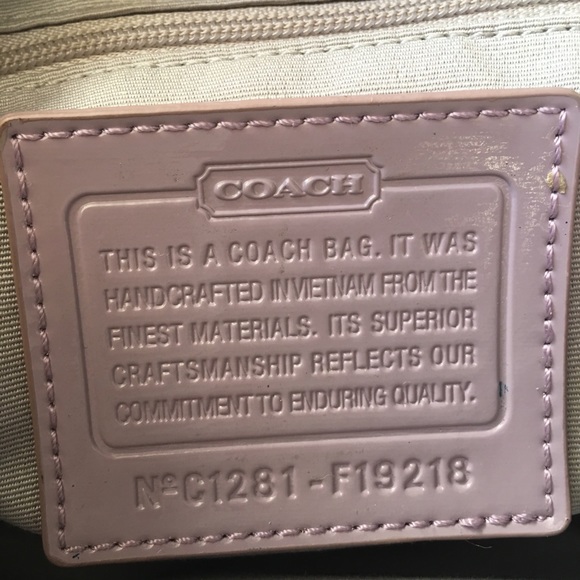 COACH
THIS IS A COACH BAG. IT WAS
HANDCRAFTED IN VIETNAM FROM THE
FINEST MATERIALS. ITS SUPERIOR
CRAFTSMANSHIP REFLECTS OUR
COMMITMENT TO ENDURING QUALITY.
Nº C1281 - F19218